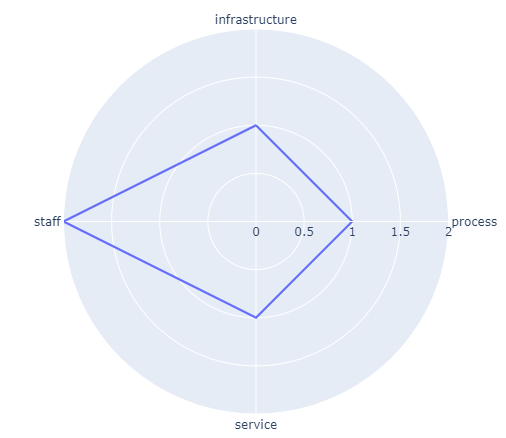 infrastructure
staff
0 0.5 1 1.5 2 process
service